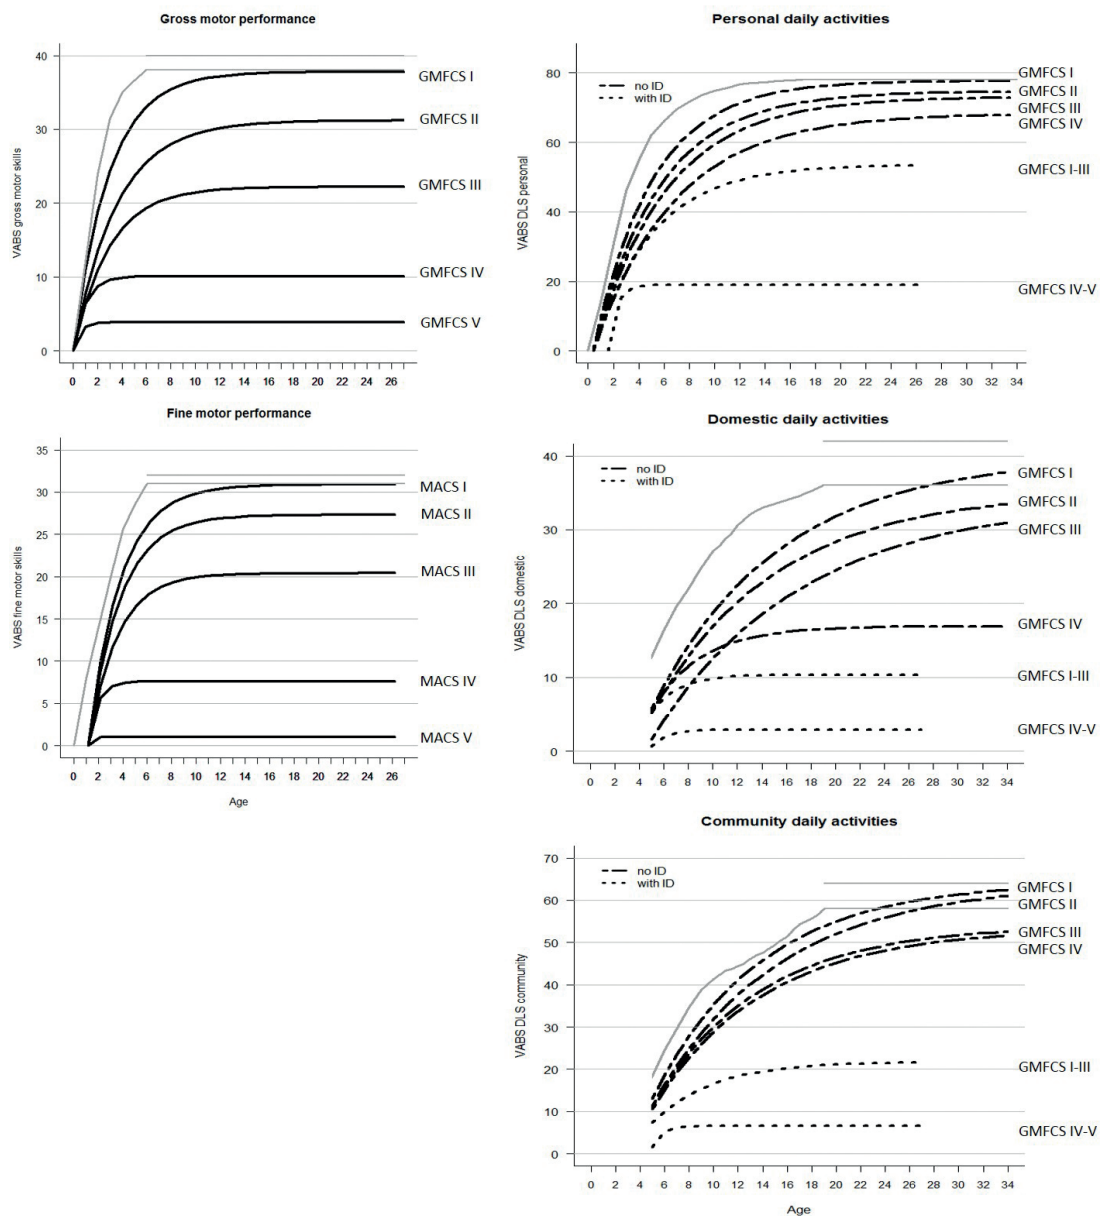 Gross motor performance
VABS gross motor skills
40
30
20
10
0
GMFCS I
GMFCS II
GMFCS III
GMFCS IV
GMFCS V
0 2 4 6 8 10 12 14 16 18 20 22 24 26
Fine motor performance
VABS fine motor skills
35
30
25
20
15
10
5
0
MACS I
MACS II
MACS III
MACS IV
MACS V
0 2 4 6 8 10 12 14 16 18 20 22 24 26
Age
Personal daily activities
VABS DLS personal
80
60
40
20
0
no ID
with ID
GMFCS I
GMFCS II
GMFCS III
GMFCS IV
GMFCS I-III
GMFCS IV-V
0 2 4 6 8 10 12 14 16 18 20 22 24 26 28 30 32 34
Domestic daily activities
VABS DLS domestic
40
30
20
10
0
no ID
with ID
GMFCS I
GMFCS II
GMFCS III
GMFCS IV
GMFCS I-III
GMFCS IV-V
0 2 4 6 8 10 12 14 16 18 20 22 24 26 28 30 32 34
Community daily activities
VABS DLS community
70
60
50
40
30
20
10
0
no ID
with ID
GMFCS I
GMFCS II
GMFCS III
GMFCS IV
GMFCS I-III
GMFCS IV-V
0 2 4 6 8 10 12 14 16 18 20 22 24 26 28 30 32 34
Age